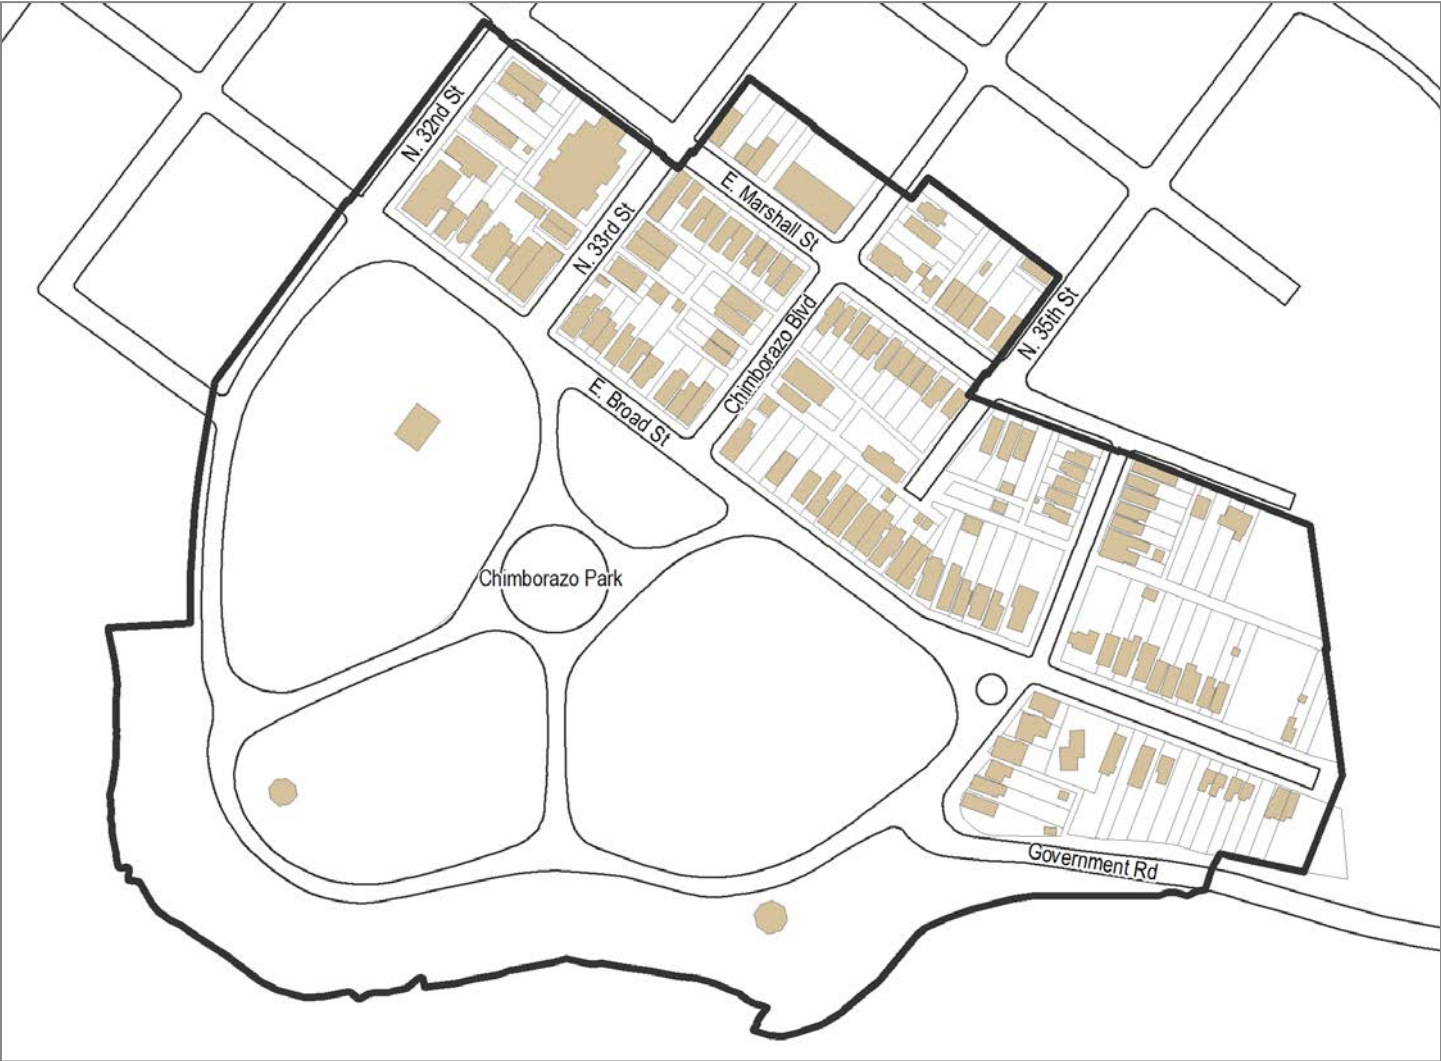 N. 32nd St
E. Marshall St
N. 33rd St
N. 35th St
Chimborazo Blvd
E. Broad St
Chimborazo Park
Government Rd